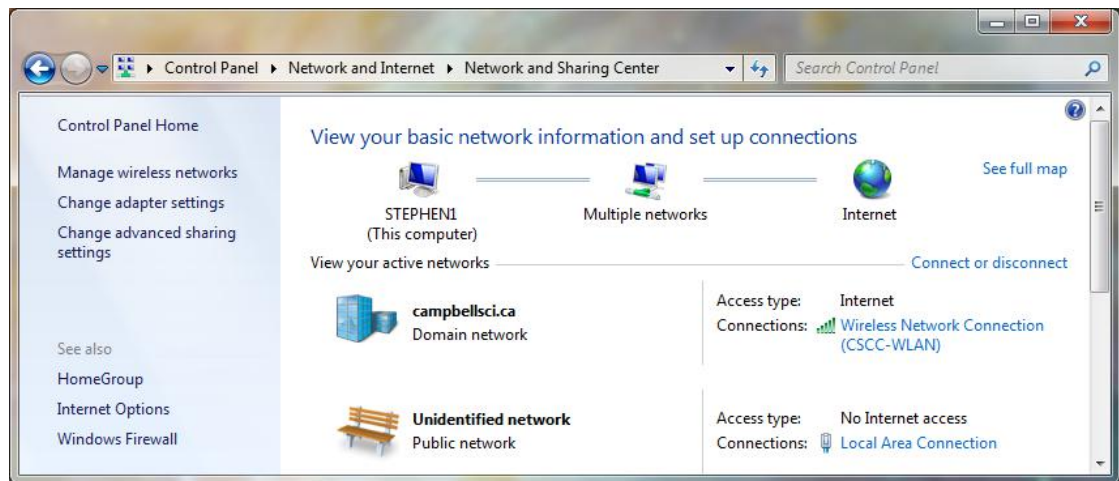 Control Panel ▸ Network and Internet ▸ Network and Sharing Center
Search Control Panel
Control Panel Home
Manage wireless networks
Change adapter settings
Change advanced sharing
settings
See also
HomeGroup
Internet Options
Windows Firewall
View your basic network information and set up connections
See full map
STEPHEN1
(This computer)
Multiple networks
Internet
View your active networks
Connect or disconnect
campbellsci.ca
Domain network
Access type: Internet
Connections: Wireless Network Connection
(CSCC-WLAN)
Unidentified network
Public network
Access type: No Internet access
Connections: Local Area Connection